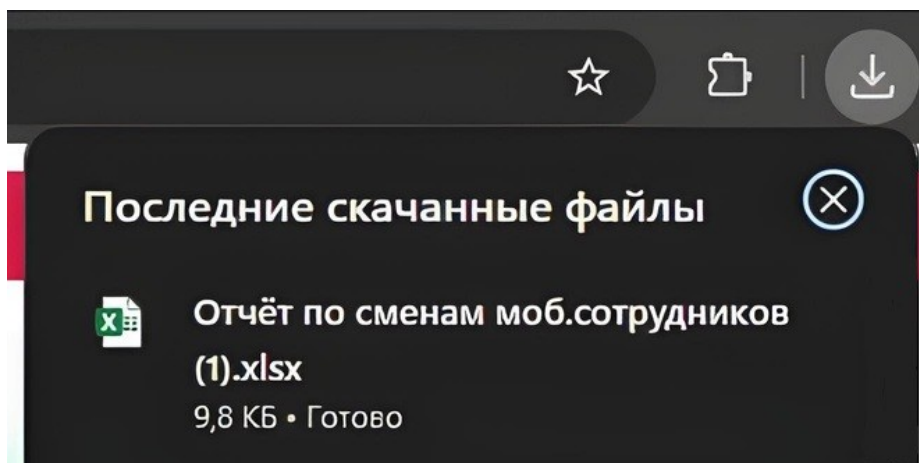 Последние скачанные файлы
Отчёт по сменам моб.сотрудников
(1).xlsx
9,8 КБ • Готово